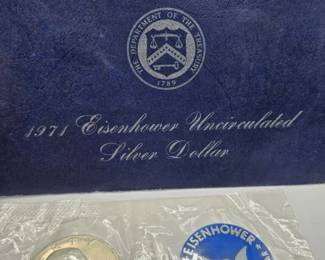 THE DEPARTMENT OF THE TREASURY
1789
1971 Eisenhower Uncirculated
Silver Dollar
EISENHOWER